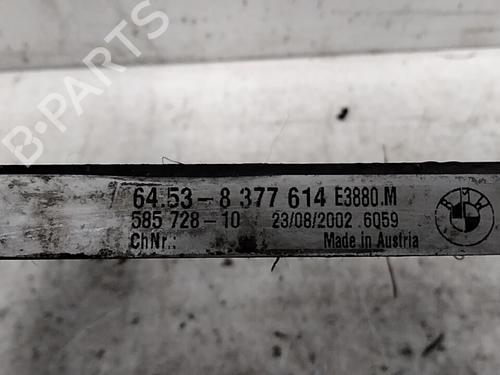 B-PARTS
64.53-8 377 614 E3880.M
585 728-10 23/08/2002 6059
ChNr.: Made in Austria
BMW